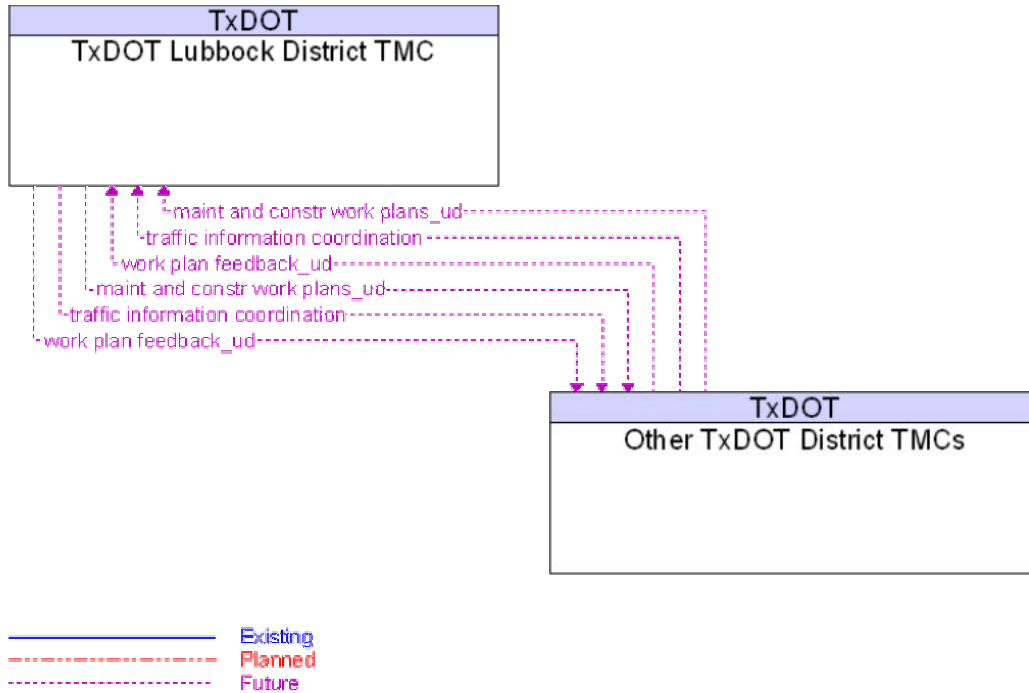 TxDOT
TxDOT Lubbock District TMC
maint and constr work plans_ud
traffic information coordination
work plan feedback_ud
maint and constr work plans_ud
traffic information coordination
work plan feedback_ud
TxDOT
Other TxDOT District TMCs
Existing
Planned
Future